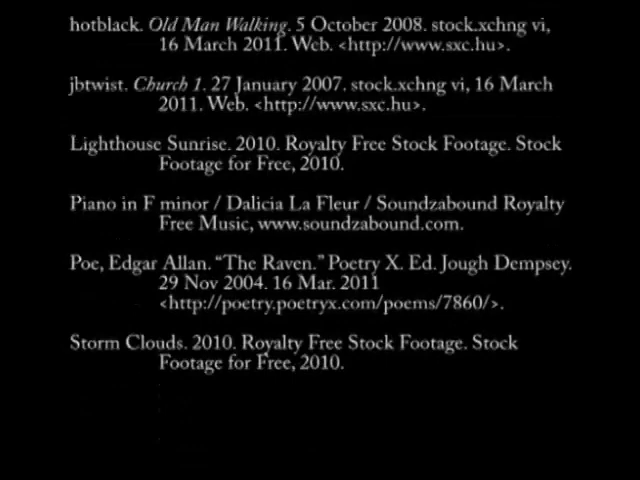 hotblack. Old Man Walking. 5 October 2008. stock.xchng vi,
16 March 2011. Web. <http://www.sxc.hu>.
jbtwist. Church 1. 27 January 2007. stock.xchng vi, 16 March
2011. Web. <http://www.sxc.hu>.
Lighthouse Sunrise. 2010. Royalty Free Stock Footage. Stock
Footage for Free, 2010.
Piano in F minor / Dalicia La Fleur / Soundzabound Royalty
Free Music, www.soundzabound.com.
Poe, Edgar Allan. “The Raven.” Poetry X. Ed. Jough Dempsey.
29 Nov 2004. 16 Mar. 2011
<http://poetry.poetryx.com/poems/7860/>.
Storm Clouds. 2010. Royalty Free Stock Footage. Stock
Footage for Free, 2010.